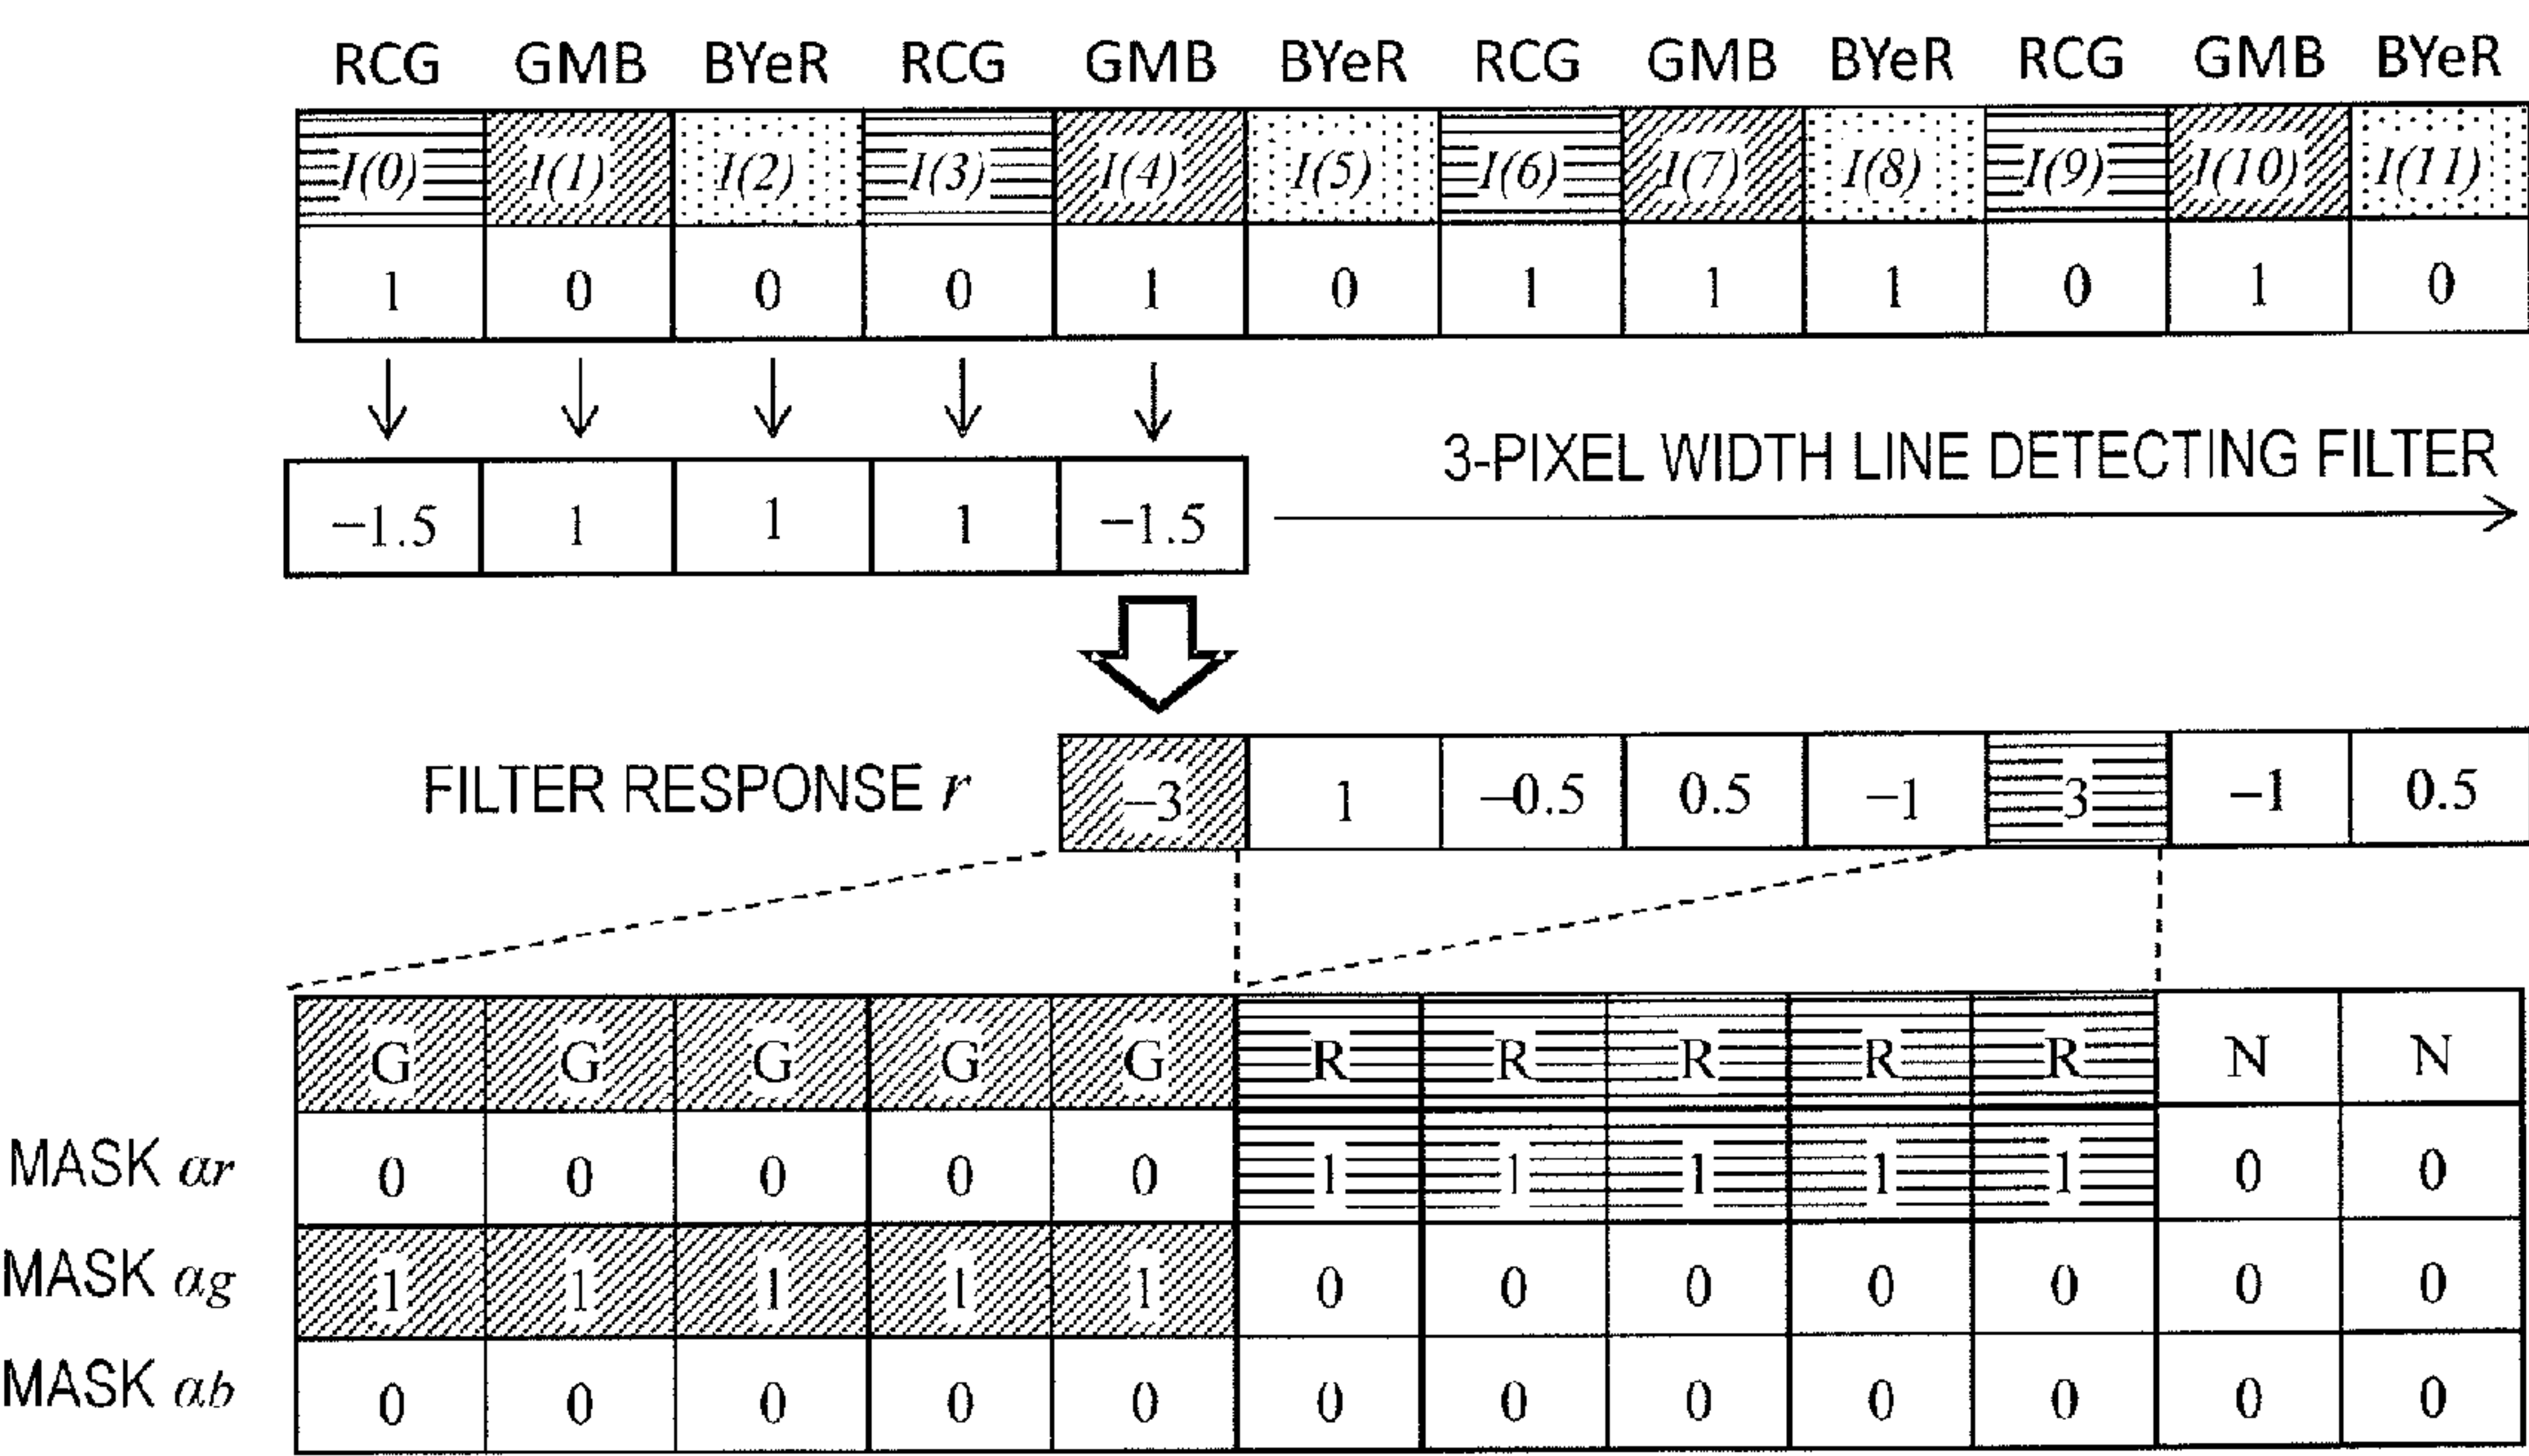 RCG GMB BYeR RCG GMB BYeR RCG GMB BYeR RCG GMB BYeR
I(0) I(1) I(2) I(3) I(4) I(5) I(6) I(7) I(8) I(9) I(10) I(11)
1 0 0 0 1 0 1 1 1 0 1 0
3-PIXEL WIDTH LINE DETECTING FILTER
−1.5 1 1 1 −1.5
FILTER RESPONSE r −3 1 −0.5 0.5 −1 3 −1 0.5
G G G G G R R R R R N N
MASK αr 0 0 0 0 0 1 1 1 1 1 0 0
MASK αg 1 1 1 1 1 0 0 0 0 0 0 0
MASK αb 0 0 0 0 0 0 0 0 0 0 0 0